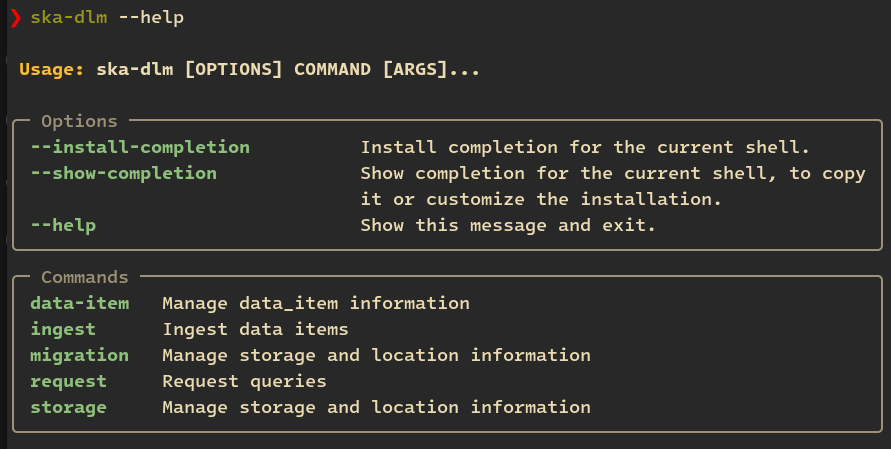 ❯ ska-dlm --help
Usage: ska-dlm [OPTIONS] COMMAND [ARGS]...
Options
--install-completion Install completion for the current shell.
--show-completion Show completion for the current shell, to copy
it or customize the installation.
--help Show this message and exit.
Commands
data-item Manage data_item information
ingest Ingest data items
migration Manage storage and location information
request Request queries
storage Manage storage and location information